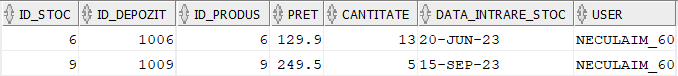 ID_STOC ID_DEPOZIT ID_PRODUS PRET CANTITATE DATA_INTRARE_STOC USER
6 1006 6 129.9 13 20-JUN-23 NECULAIM_60
9 1009 9 249.5 5 15-SEP-23 NECULAIM_60